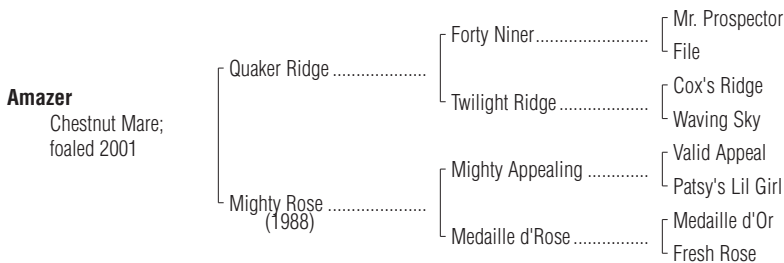 Amazer
Chestnut Mare;
foaled 2001
Quaker Ridge ....................
Mighty Rose .....................
(1988)
Forty Niner........................
Twilight Ridge ...................
Mighty Appealing .............
Medaille d'Rose................
Mr. Prospector
File
Cox's Ridge
Waving Sky
Valid Appeal
Patsy's Lil Girl
Medaille d'Or
Fresh Rose